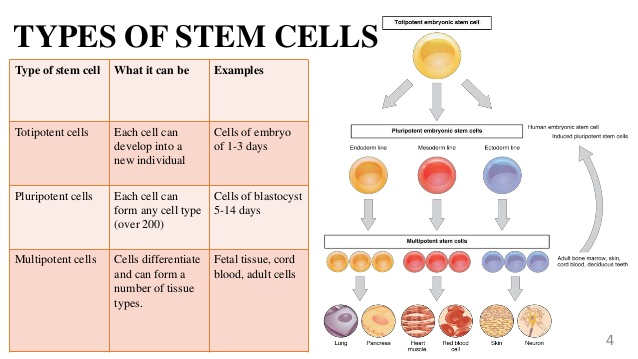 TYPES OF STEM CELLS
Type of stem cell
What it can be
Examples
Totipotent cells
Each cell can
develop into a
new individual
Cells of embryo
of 1-3 days
Pluripotent cells
Each cell can
form any cell type
(over 200)
Cells of blastocyst
5-14 days
Multipotent cells
Cells differentiate
and can form a
number of tissue
types.
Fetal tissue, cord
blood, adult cells
Totipotent embryonic stem cell
Pluripotent embryonic stem cells
Human embryonic stem cell
Induced pluripotent stem cells
Endoderm line
Mesoderm line
Ectoderm line
Multipotent stem cells
Adult bone marrow, skin,
cord blood, deciduous teeth
Lung
Pancreas
Heart
muscle
Red blood
cell
Skin
Neuron
4